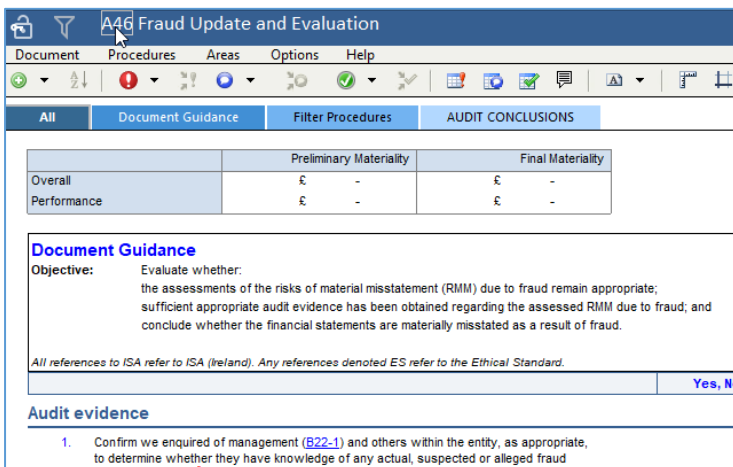 A46 Fraud Update and Evaluation
Document Procedures Areas Options Help
All Document Guidance Filter Procedures AUDIT CONCLUSIONS
Preliminary Materiality Final Materiality
Overall £ - £ -
Performance £ - £ -
Document Guidance
Objective: Evaluate whether:
the assessments of the risks of material misstatement (RMM) due to fraud remain appropriate;
sufficient appropriate audit evidence has been obtained regarding the assessed RMM due to fraud; and
conclude whether the financial statements are materially misstated as a result of fraud.
All references to ISA refer to ISA (Ireland). Any references denoted ES refer to the Ethical Standard.
Yes,
Audit evidence
1. Confirm we enquired of management (B22-1) and others within the entity, as appropriate,
to determine whether they have knowledge of any actual, suspected or alleged fraud